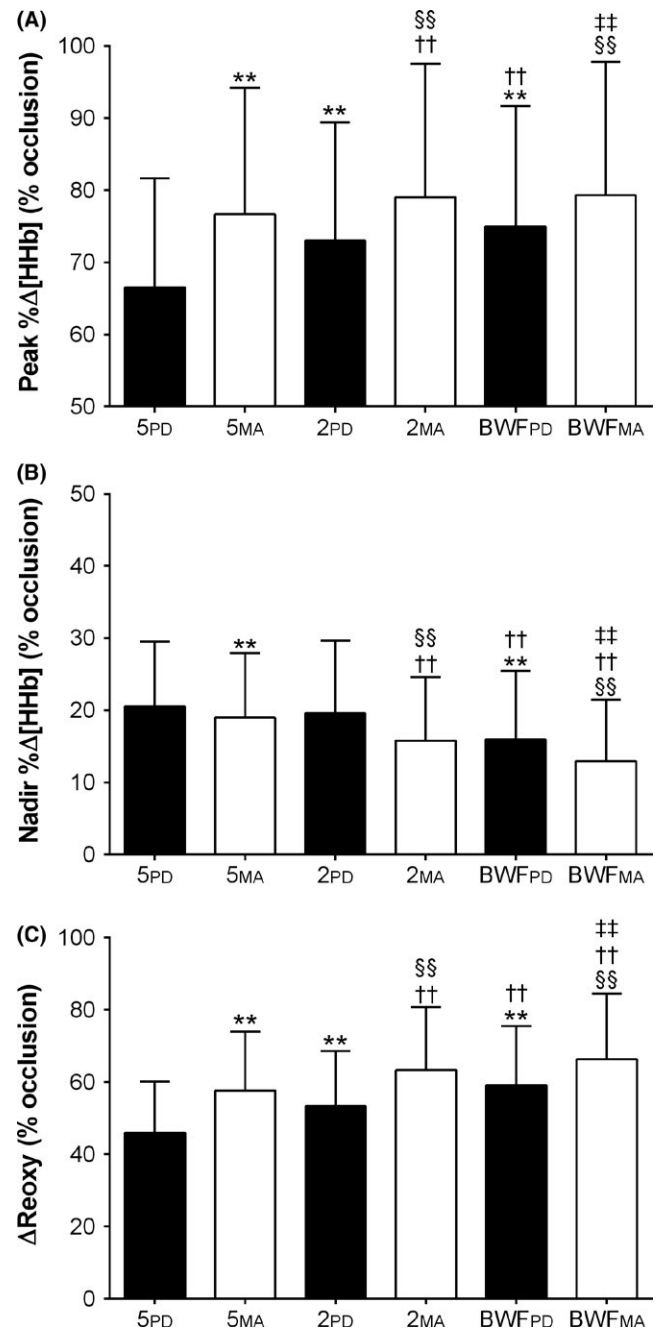 (A)
Peak %Δ[HHb] (% occlusion)
100
90
80
70
60
50
** ** §§ †† †† ** ‡‡ §§
5PD 5MA 2PD 2MA BWFPD BWFMA
(B)
Nadir %Δ[HHb] (% occlusion)
50
40
30
20
10
0
** §§ †† †† ** ‡‡ †† §§
5PD 5MA 2PD 2MA BWFPD BWFMA
(C)
ΔReoxy (% occlusion)
100
80
60
40
20
0
** ** §§ †† †† ** ‡‡ †† §§
5PD 5MA 2PD 2MA BWFPD BWFMA